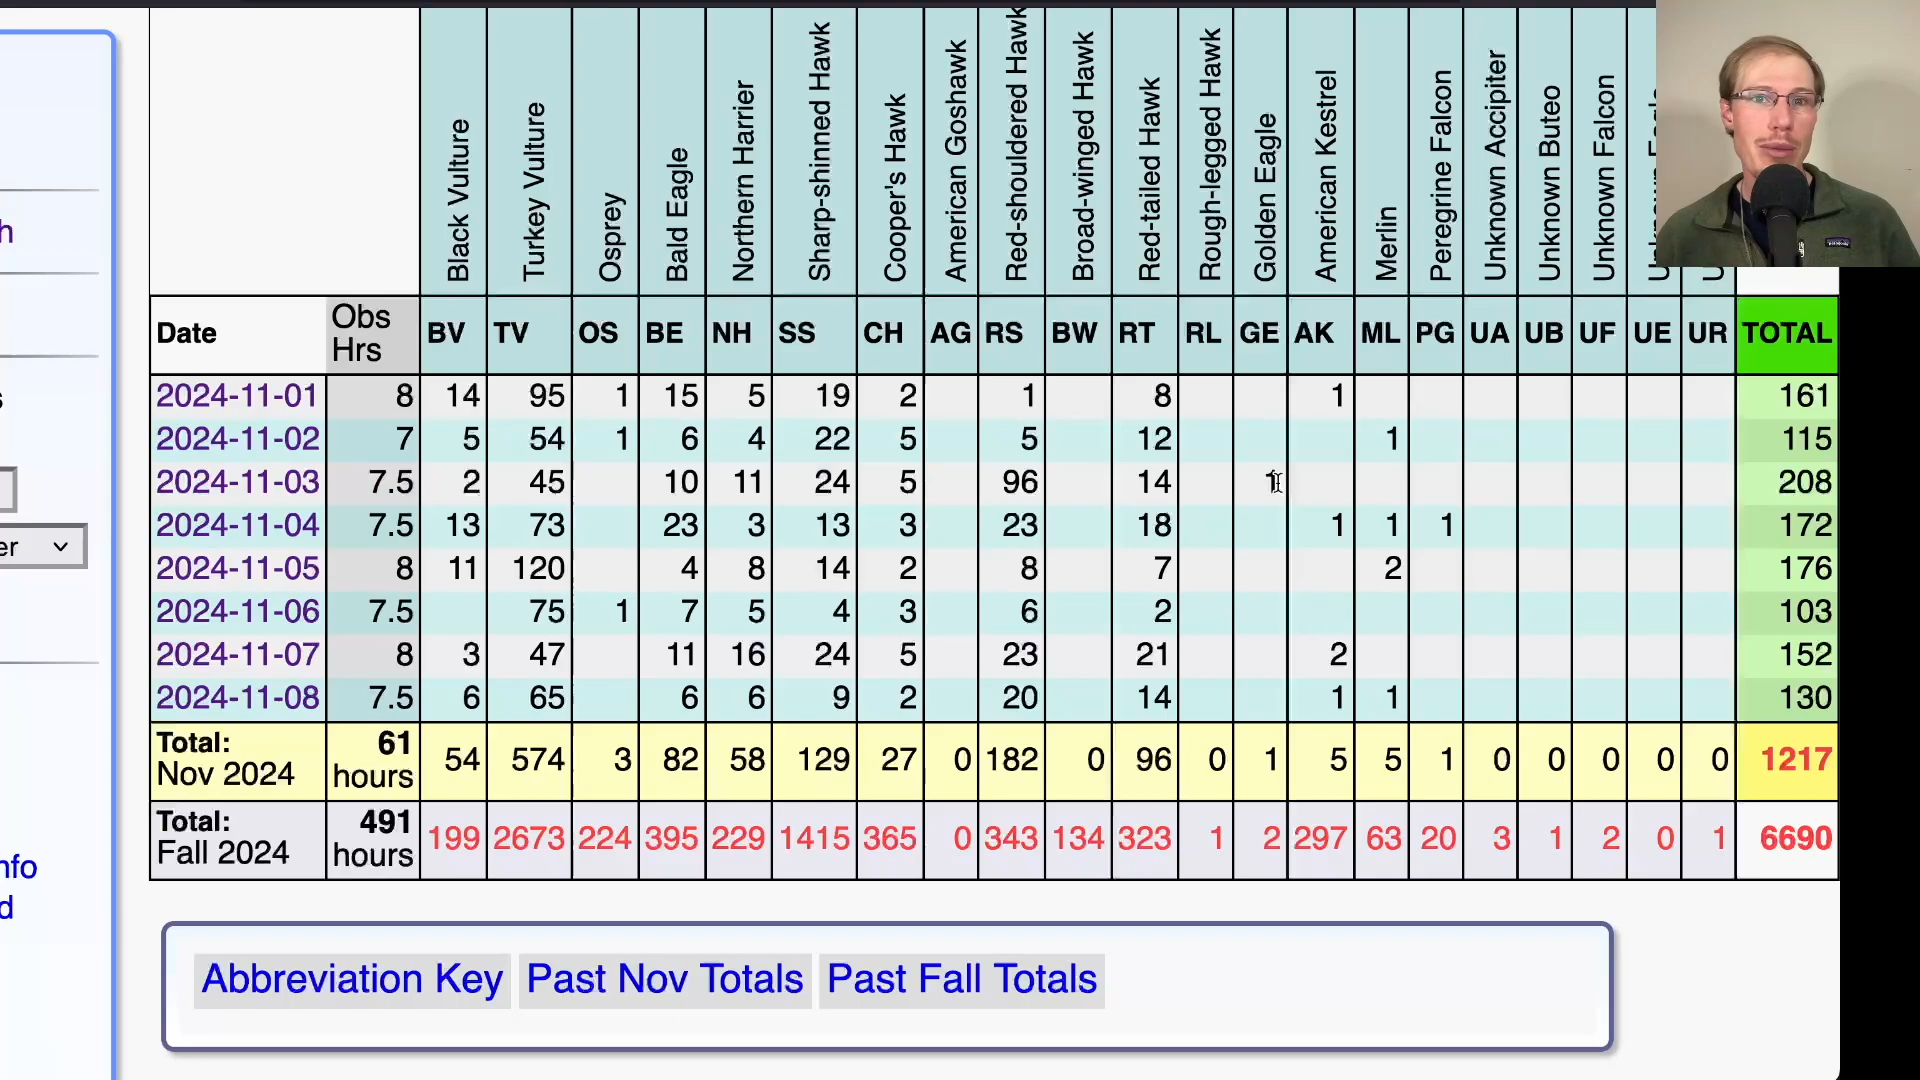 Black Vulture
Turkey Vulture
Osprey
Bald Eagle
Northern Harrier
Sharp-shinned Hawk
Cooper's Hawk
American Goshawk
Red-shouldered Hawk
Broad-winged Hawk
Red-tailed Hawk
Rough-legged Hawk
Golden Eagle
American Kestrel
Merlin
Peregrine Falcon
Unknown Accipiter
Unknown Buteo
Unknown Falcon
Date Obs Hrs BV TV OS BE NH SS CH AG RS BW RT RL GE AK ML PG UA UB UF UE UR TOTAL
2024-11-01 8 14 95 1 15 5 19 2 1 8 1 161
2024-11-02 7 5 54 1 6 4 22 5 5 12 1 115
2024-11-03 7.5 2 45 10 11 24 5 96 14 1 208
2024-11-04 7.5 13 73 23 3 13 3 23 18 1 1 1 172
2024-11-05 8 11 120 4 8 14 2 8 7 2 176
2024-11-06 7.5 75 1 7 5 4 3 6 2 103
2024-11-07 8 3 47 11 16 24 5 23 21 2 152
2024-11-08 7.5 6 65 6 6 9 2 20 14 1 1 130
Total: Nov 2024 61 hours 54 574 3 82 58 129 27 0 182 0 96 0 1 5 5 1 0 0 0 0 0 1217
Total: Fall 2024 491 hours 199 2673 224 395 229 1415 365 0 343 134 323 1 2 297 63 20 3 1 2 0 1 6690
Abbreviation Key Past Nov Totals Past Fall Totals
h
s
er
nfo
d